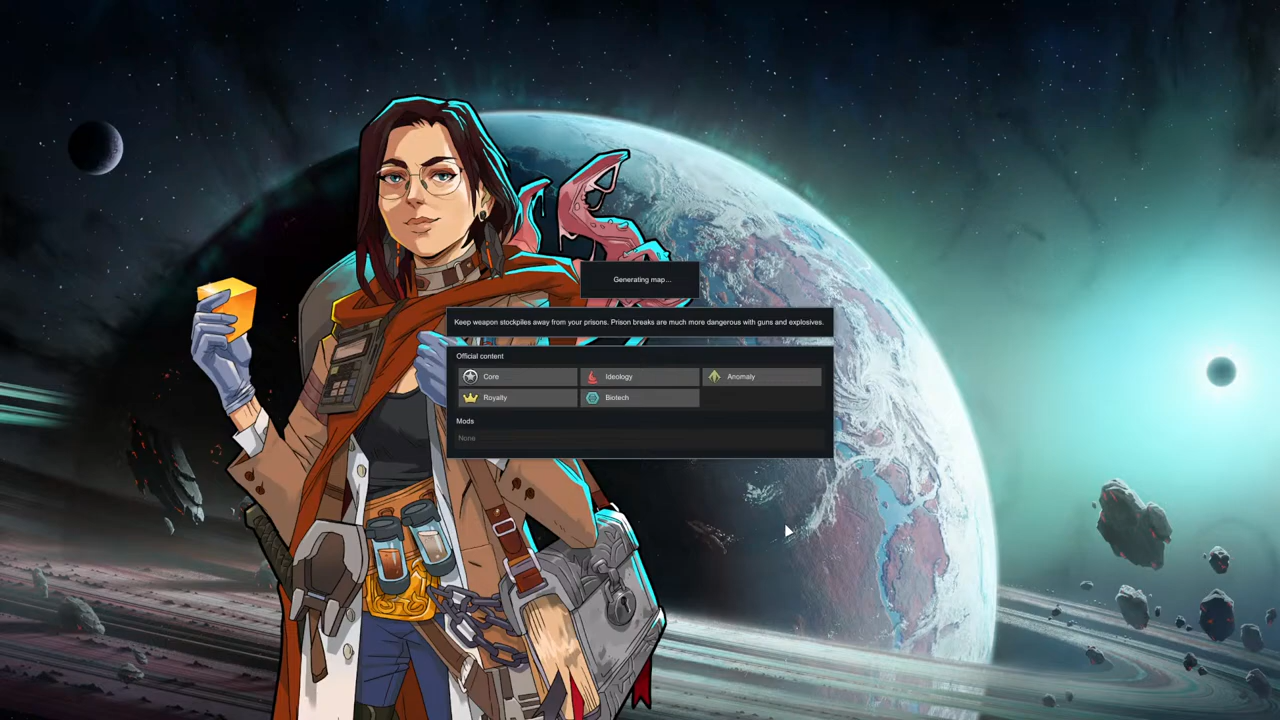 Generating map...
Keep weapon stockpiles away from your prisons. Prison breaks are much more dangerous with guns and explosives.
Official content
Core
Ideology
Anomaly
Royalty
Biotech
Mods
None